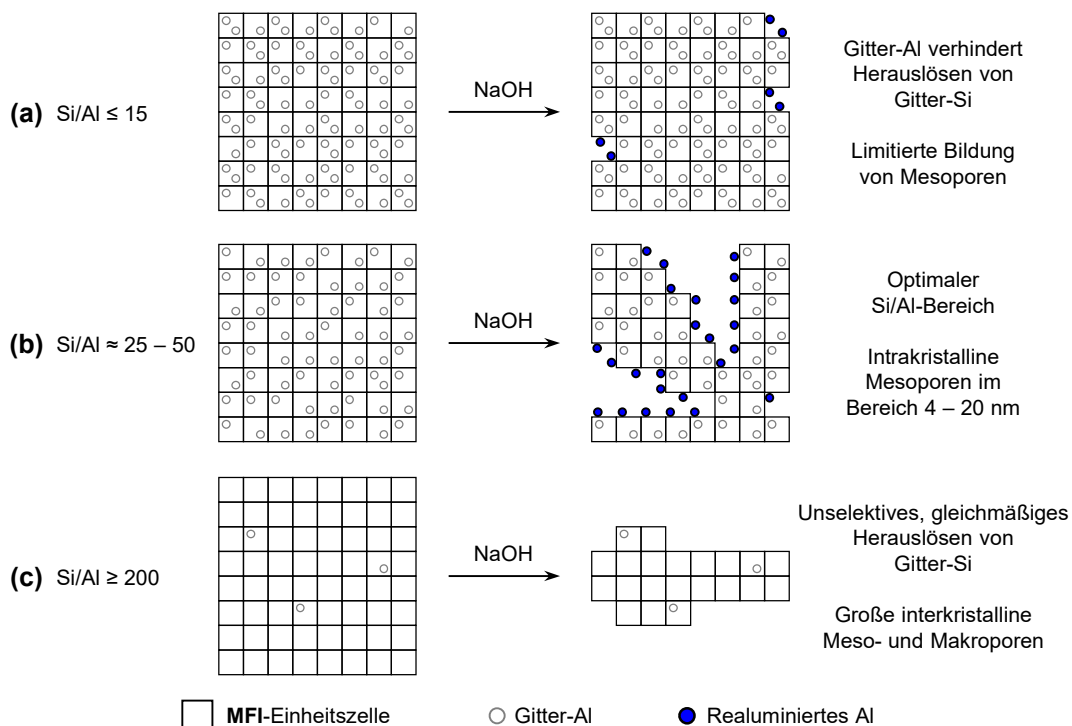 (a) Si/Al ≤ 15
NaOH
Gitter-Al verhindert
Herauslösen von
Gitter-Si
Limitierte Bildung
von Mesoporen
(b) Si/Al ≈ 25 – 50
NaOH
Optimaler
Si/Al-Bereich
Intrakristalline
Mesoporen im
Bereich 4 – 20 nm
(c) Si/Al ≥ 200
NaOH
Unselektives, gleichmäßiges
Herauslösen von
Gitter-Si
Große interkristalline
Meso- und Makroporen
MFI-Einheitszelle
Gitter-Al
Realuminiertes Al